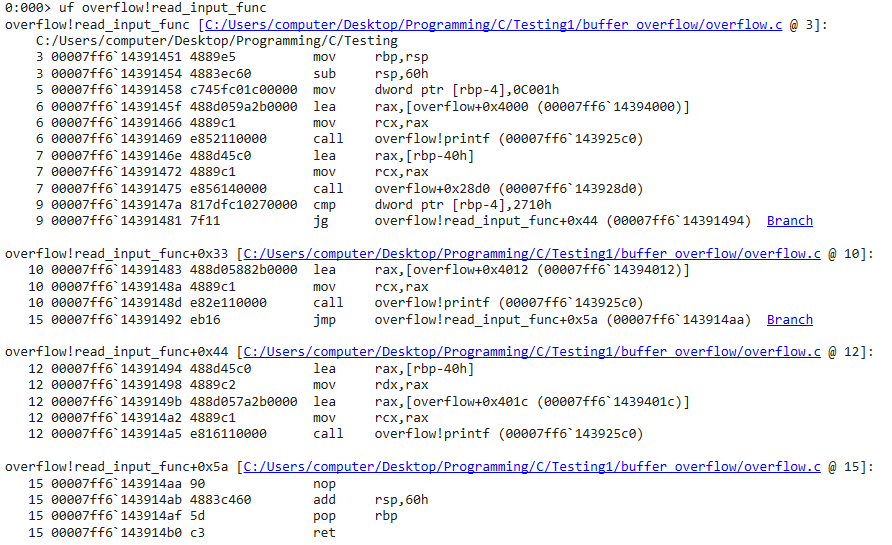 0:000> uf overflow!read_input_func
overflow!read_input_func [C:/Users/computer/Desktop/Programming/C/Testing1/buffer overflow/overflow.c @ 3]:
C:/Users/computer/Desktop/Programming/C/Testing
3 00007ff6`14391451 4889e5 mov rbp,rsp
3 00007ff6`14391454 4883ec60 sub rsp,60h
5 00007ff6`14391458 c745fc01c00000 mov dword ptr [rbp-4],0C001h
6 00007ff6`1439145f 488d059a2b0000 lea rax,[overflow+0x4000 (00007ff6`14394000)]
6 00007ff6`14391466 4889c1 mov rcx,rax
6 00007ff6`14391469 e852110000 call overflow!printf (00007ff6`143925c0)
7 00007ff6`1439146e 488d45c0 lea rax,[rbp-40h]
7 00007ff6`14391472 4889c1 mov rcx,rax
7 00007ff6`14391475 e856140000 call overflow+0x28d0 (00007ff6`143928d0)
9 00007ff6`1439147a 817dfc10270000 cmp dword ptr [rbp-4],2710h
9 00007ff6`14391481 7f11 jg overflow!read_input_func+0x44 (00007ff6`14391494) Branch
overflow!read_input_func+0x33 [C:/Users/computer/Desktop/Programming/C/Testing1/buffer overflow/overflow.c @ 10]:
10 00007ff6`14391483 488d05882b0000 lea rax,[overflow+0x4012 (00007ff6`14394012)]
10 00007ff6`1439148a 4889c1 mov rcx,rax
10 00007ff6`1439148d e82e110000 call overflow!printf (00007ff6`143925c0)
15 00007ff6`14391492 eb16 jmp overflow!read_input_func+0x5a (00007ff6`143914aa) Branch
overflow!read_input_func+0x44 [C:/Users/computer/Desktop/Programming/C/Testing1/buffer overflow/overflow.c @ 12]:
12 00007ff6`14391494 488d45c0 lea rax,[rbp-40h]
12 00007ff6`14391498 4889c2 mov rdx,rax
12 00007ff6`1439149b 488d057a2b0000 lea rax,[overflow+0x401c (00007ff6`1439401c)]
12 00007ff6`143914a2 4889c1 mov rcx,rax
12 00007ff6`143914a5 e816110000 call overflow!printf (00007ff6`143925c0)
overflow!read_input_func+0x5a [C:/Users/computer/Desktop/Programming/C/Testing1/buffer overflow/overflow.c @ 15]:
15 00007ff6`143914aa 90 nop
15 00007ff6`143914ab 4883c460 add rsp,60h
15 00007ff6`143914af 5d pop rbp
15 00007ff6`143914b0 c3 ret